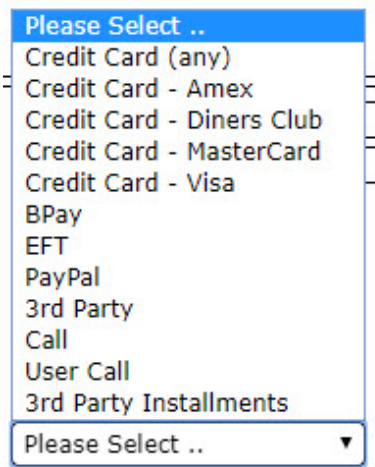 Please Select ..
Credit Card (any)
Credit Card - Amex
Credit Card - Diners Club
Credit Card - MasterCard
Credit Card - Visa
BPay
EFT
PayPal
3rd Party
Call
User Call
3rd Party Installments
Please Select ..